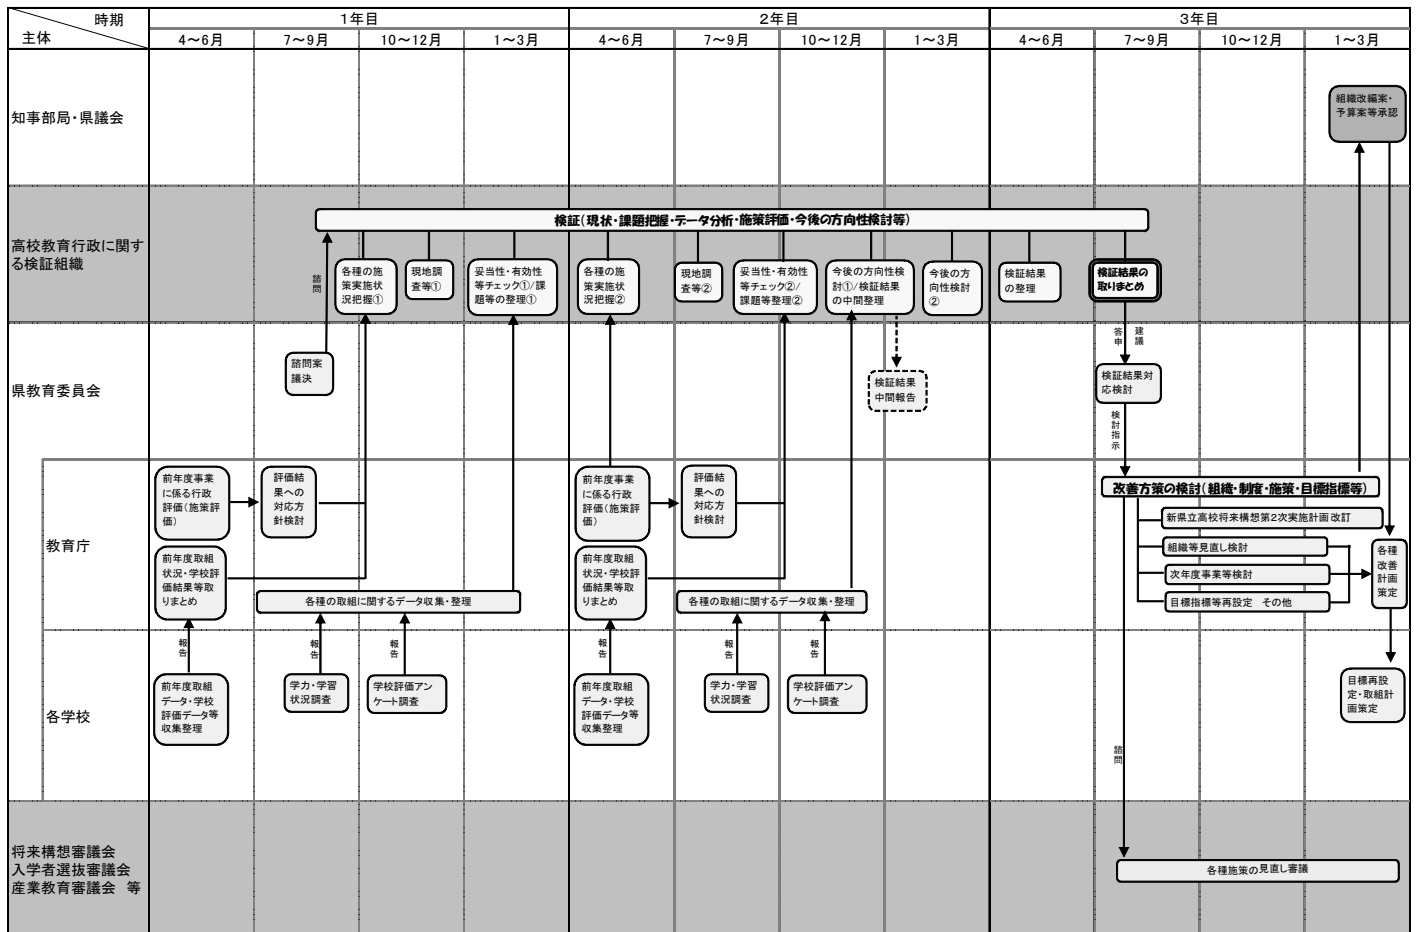 時期
主体
1年目
2年目
3年目
4～6月
7～9月
10～12月
1～3月
4～6月
7～9月
10～12月
1～3月
4～6月
7～9月
10～12月
1～3月
知事部局・県議会
組織改編案・
予算案等承認
高校教育行政に関す
る検証組織
検証(現状・課題把握・データ分析・施策評価・今後の方向性検討等)
諮問
各種の施
策実施状
況把握①
現地調
査等①
妥当性・有効性
等チェック①/課
題等の整理①
各種の施
策実施状
況把握②
現地調
査等②
妥当性・有効性
等チェック②/
課題等整理②
今後の方向性検
討①/検証結果
の中間整理
今後の方
向性検討
②
検証結果
の整理
検証結果の
取りまとめ
答申
建議
県教育委員会
諮問案
議決
検証結果
中間報告
検証結果対
応検討
検討指示
教育庁
前年度事業
に係る行政
評価(施策評
価)
評価結
果への
対応方
針検討
前年度取組
状況・学校評
価結果等取
りまとめ
各種の取組に関するデータ収集・整理
前年度事業
に係る行政
評価(施策評
価)
評価結
果への
対応方
針検討
前年度取組
状況・学校評
価結果等取
りまとめ
各種の取組に関するデータ収集・整理
改善方策の検討(組織・制度・施策・目標指標等)
新県立高校将来構想第2次実施計画改訂
組織等見直し検討
次年度事業等検討
目標指標等再設定 その他
各種
改善
計画
策定
各学校
報告
報告
報告
報告
報告
報告
前年度取組
データ・学校
評価データ等
収集整理
学力・学習
状況調査
学校評価アン
ケート調査
前年度取組
データ・学校
評価データ等
収集整理
学力・学習
状況調査
学校評価アン
ケート調査
目標再設
定・取組計
画策定
諮問
将来構想審議会
入学者選抜審議会
産業教育審議会 等
各種施策の見直し審議